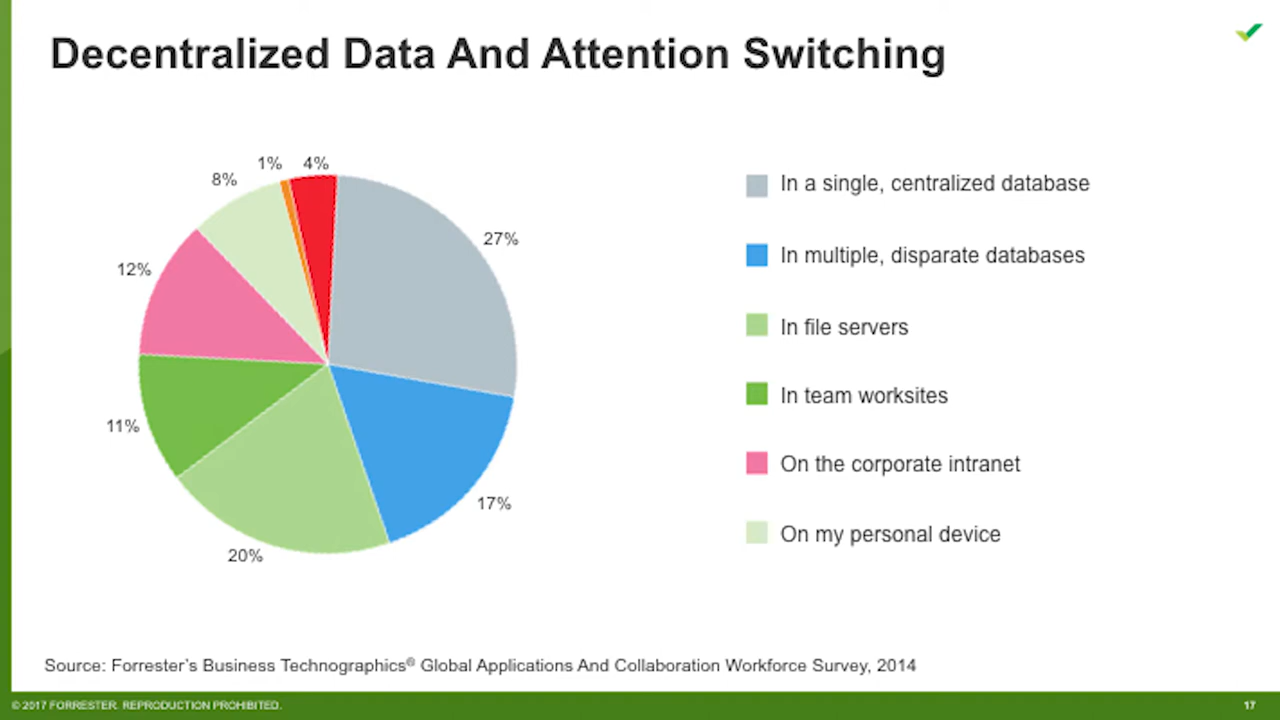 Decentralized Data And Attention Switching
1%
4%
8%
27%
12%
11%
17%
20%
In a single, centralized database
In multiple, disparate databases
In file servers
In team worksites
On the corporate intranet
On my personal device
Source: Forrester’s Business Technographics® Global Applications And Collaboration Workforce Survey, 2014
© 2017 FORRESTER. REPRODUCTION PROHIBITED.
17